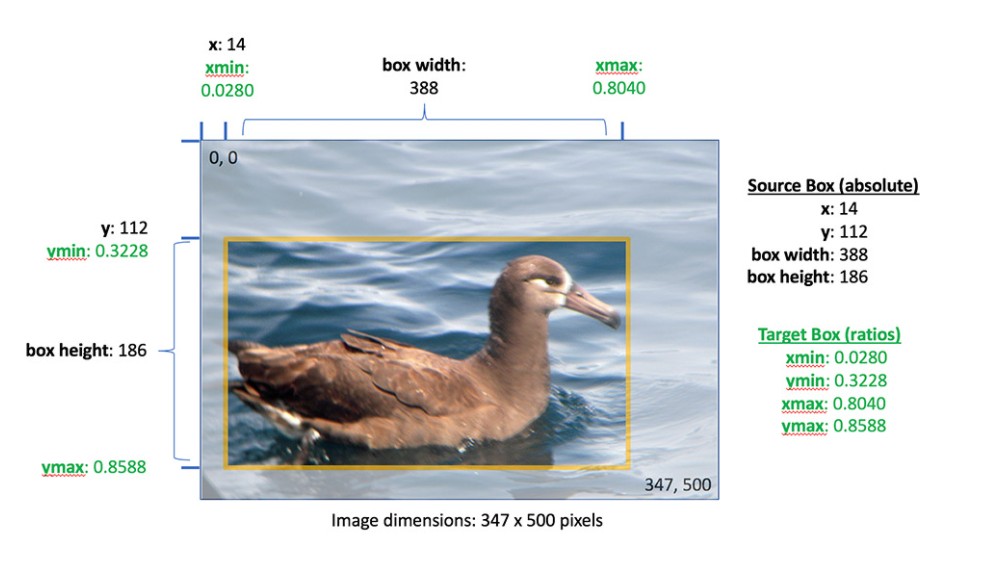 x: 14
xmin:
0.0280
box width:
388
xmax:
0.8040
0, 0
y: 112
ymin: 0.3228
box height: 186
ymax: 0.8588
347, 500
Image dimensions: 347 x 500 pixels
Source Box (absolute)
x: 14
y: 112
box width: 388
box height: 186
Target Box (ratios)
xmin: 0.0280
ymin: 0.3228
xmax: 0.8040
ymax: 0.8588